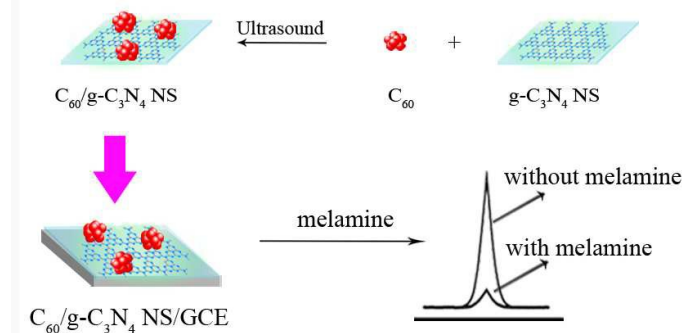 Ultrasound
+
C₆₀/g-C₃N₄ NS
C₆₀
g-C₃N₄ NS
without melamine
melamine
with melamine
C₆₀/g-C₃N₄ NS/GCE